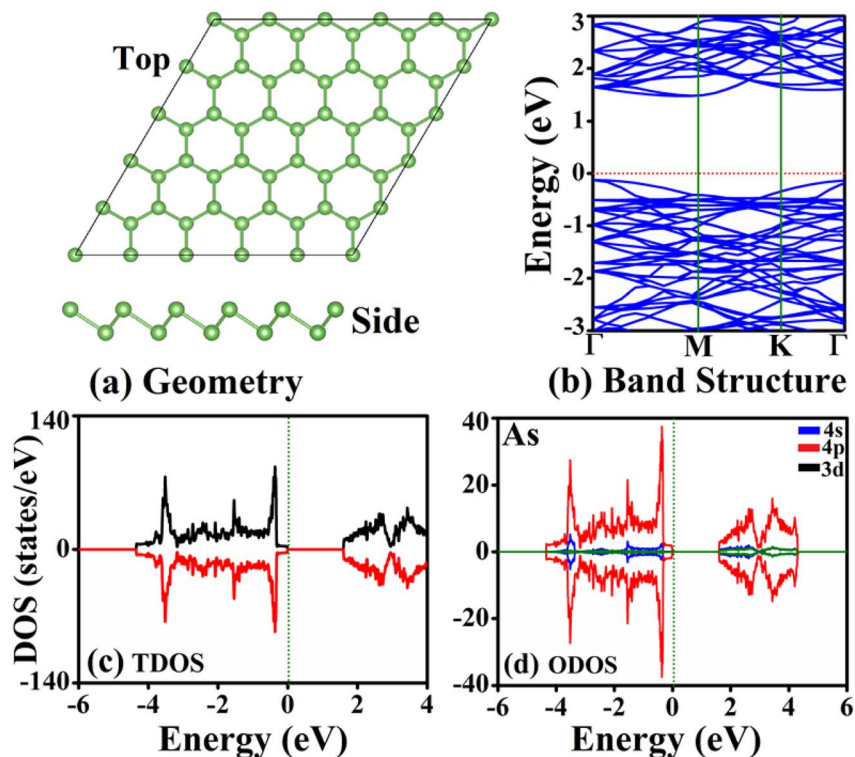 Top
Side
(a) Geometry
Energy (eV)
3
2
1
0
-1
-2
-3
Γ M K Γ
(b) Band Structure
DOS (states/eV)
140
0
-140
(c) TDOS
-6 -4 -2 0 2 4
Energy (eV)
As
4s
4p
3d
40
20
0
-20
-40
(d) ODOS
-6 -4 -2 0 2 4 6
Energy (eV)